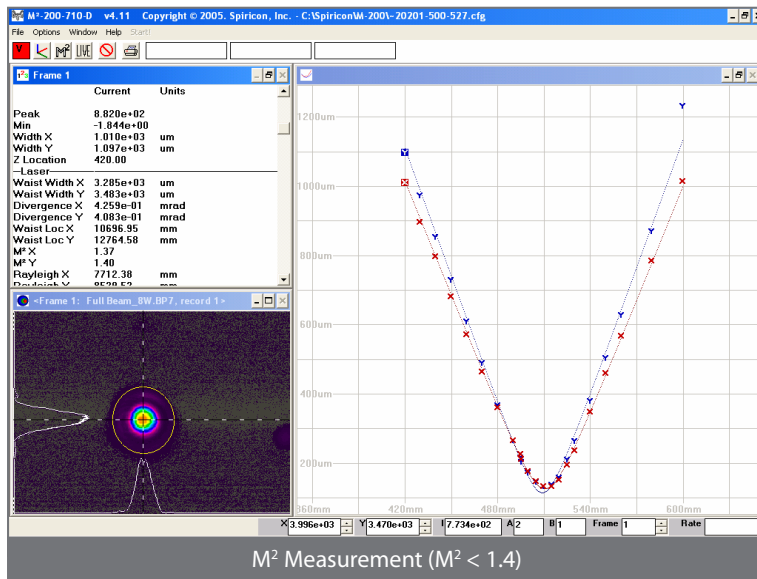 M²-200-710-D v4.11 Copyright © 2005. Spiricon, Inc. - C:\Spiricon\M-200\~20201-500-527.cfg
File Options Window Help Start!
V M² LIVE
Frame 1
Current Units
Peak 8.820e+02
Min -1.844e+00
Width X 1.010e+03 um
Width Y 1.097e+03 um
Z Location 420.00
Laser
Waist Width X 3.285e+03 um
Waist Width Y 3.483e+03 um
Divergence X 4.259e-01 mrad
Divergence Y 4.083e-01 mrad
Waist Loc X 10696.95 mm
Waist Loc Y 12764.58 mm
M² X 1.37
M² Y 1.40
Rayleigh X 7712.38 mm
<Frame 1: Full Beam_8W.BP7, record 1>
1200um
1000um
800um
600um
400um
200um
360mm 420mm 480mm 540mm 600mm
X 3.996e+03 Y 3.470e+03 I 7.734e+02 A 2 B 1 Frame 1 Rate
M² Measurement (M² < 1.4)